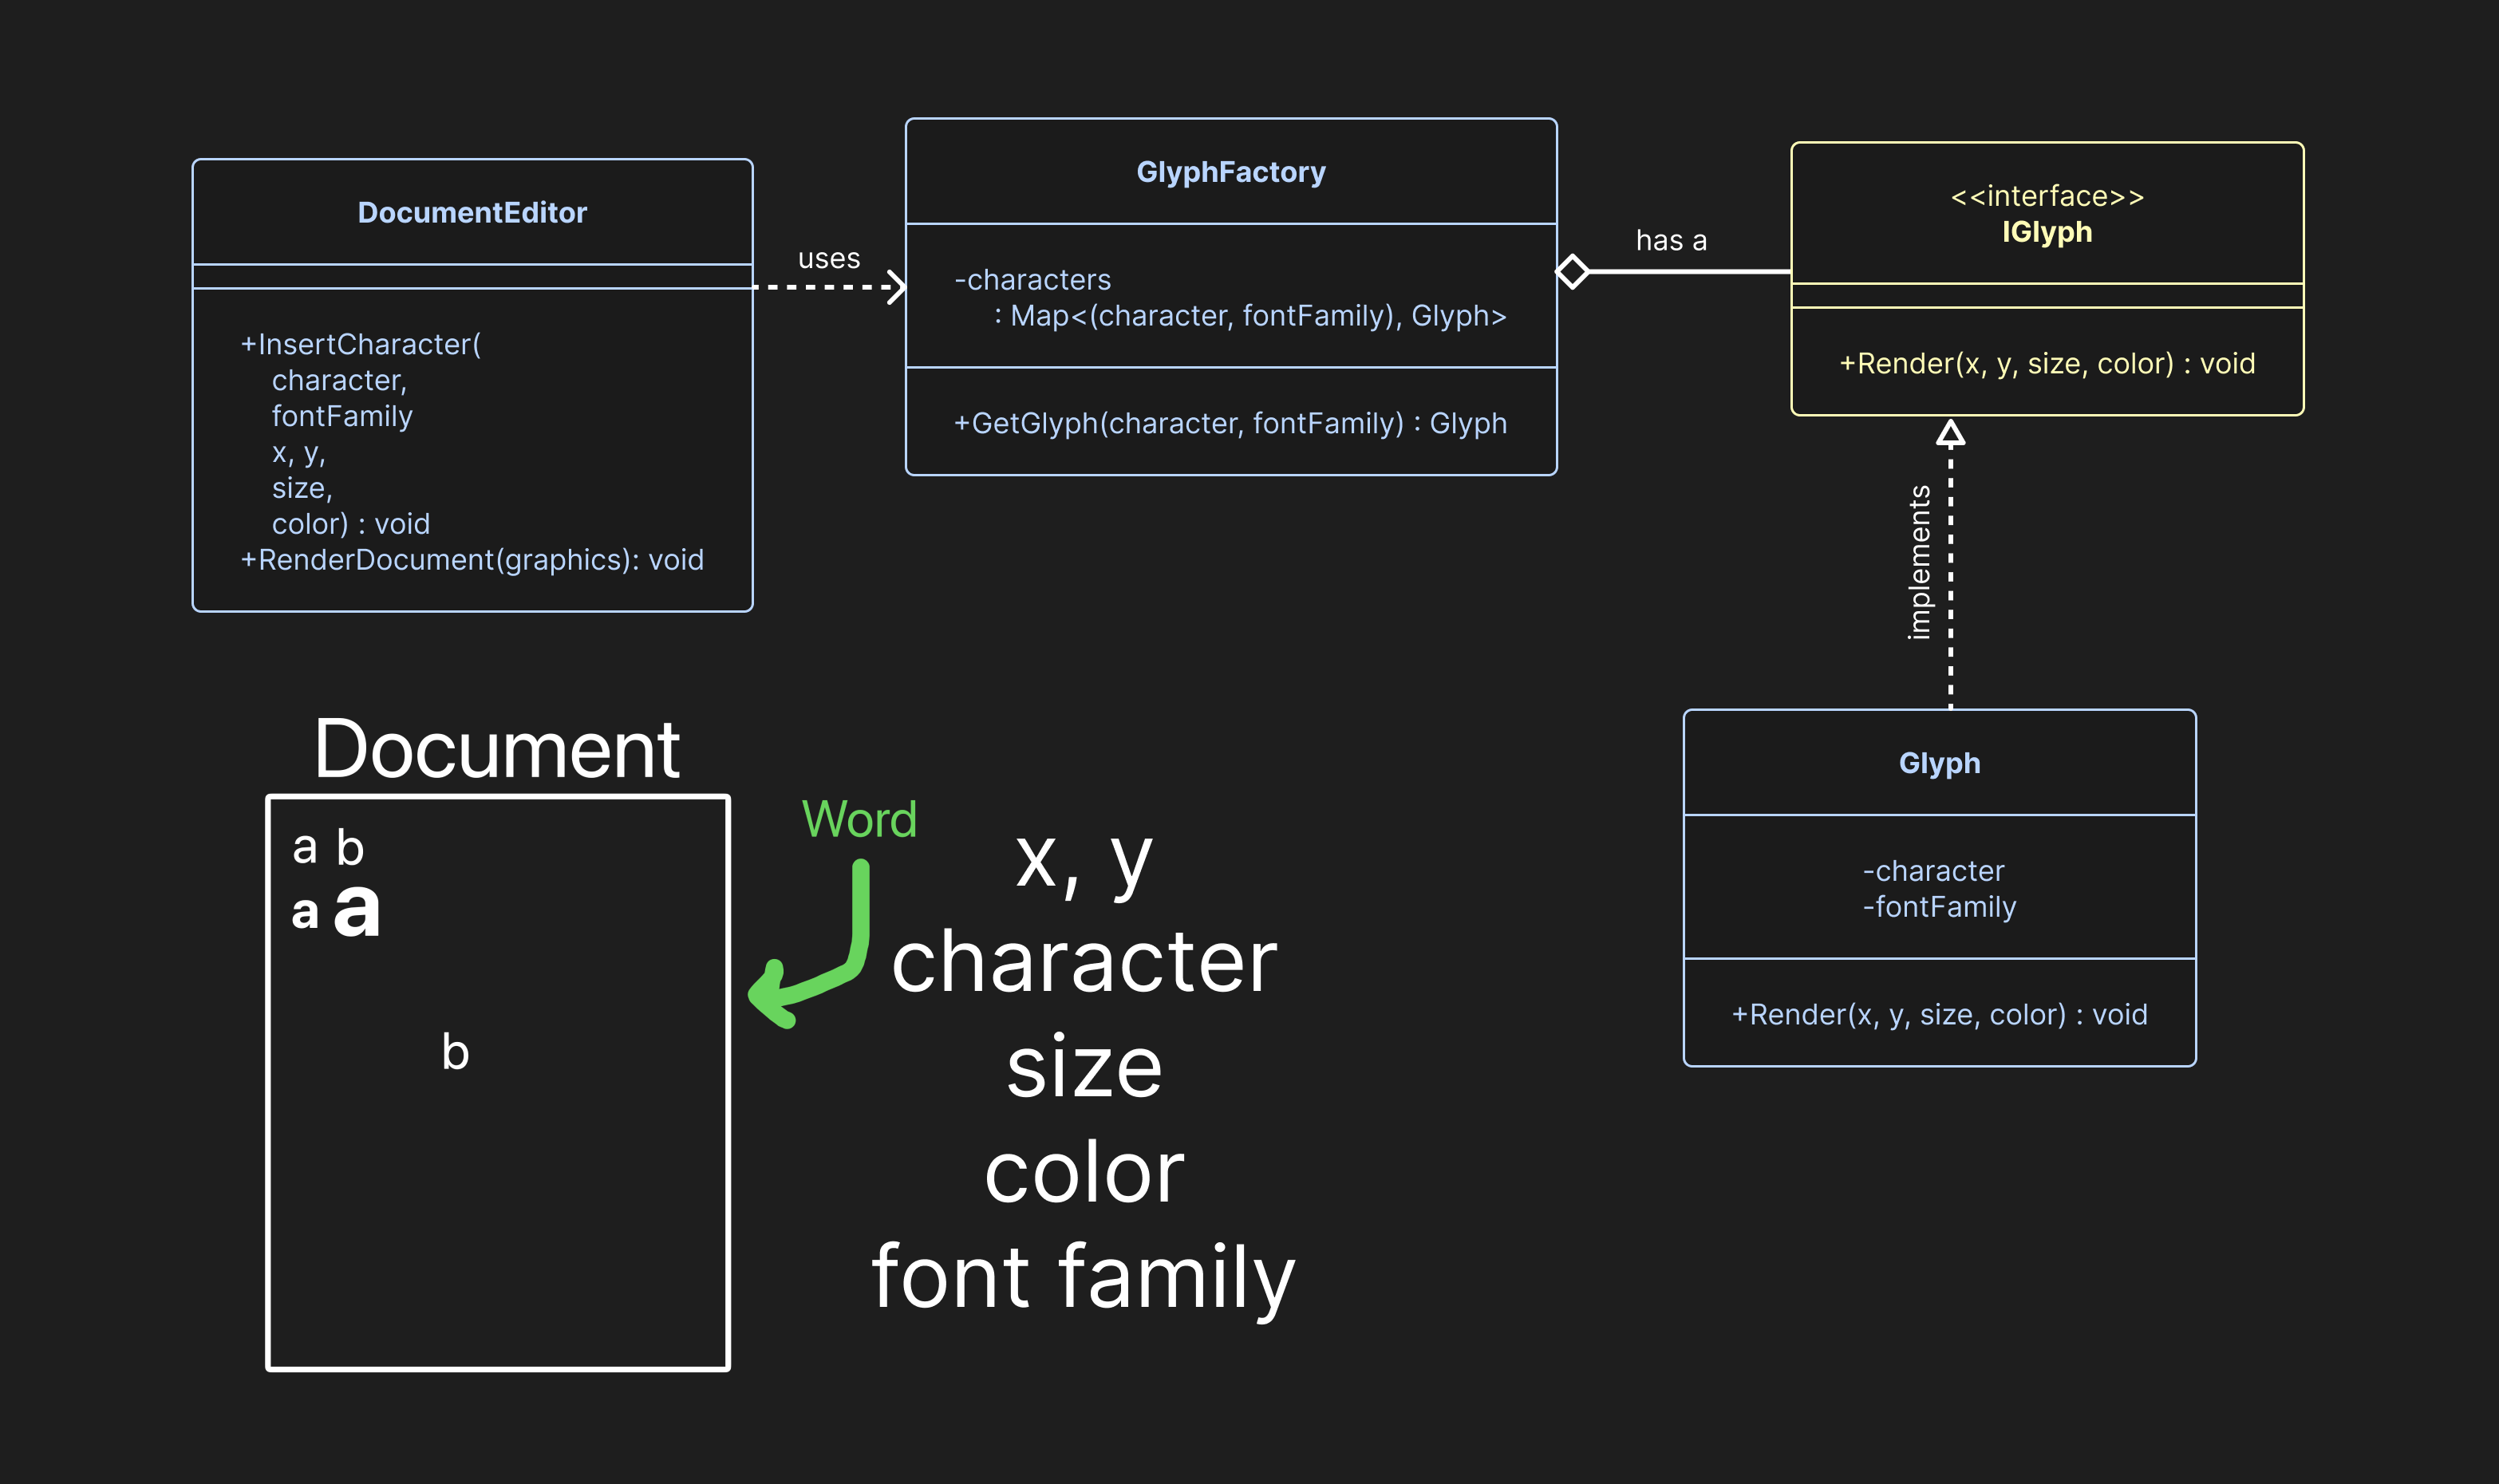 DocumentEditor
+InsertCharacter(
character,
fontFamily
x, y,
size,
color) : void
+RenderDocument(graphics): void
uses
GlyphFactory
-characters
: Map<(character, fontFamily), Glyph>
+GetGlyph(character, fontFamily) : Glyph
has a
<<interface>>
IGlyph
+Render(x, y, size, color) : void
implements
Glyph
-character
-fontFamily
+Render(x, y, size, color) : void
Document
a b
a a
b
Word
x, y
character
size
color
font family